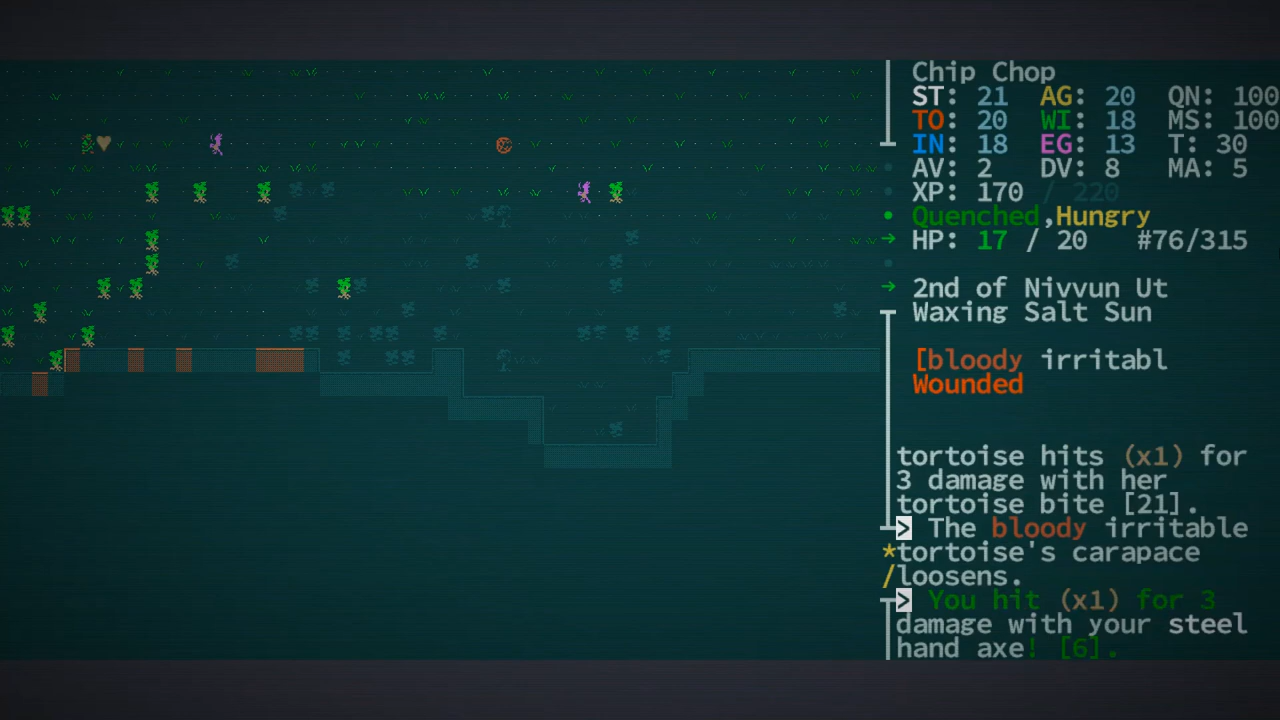 Chip Chop
ST: 21 AG: 20 QN: 100
TO: 20 WI: 18 MS: 100
IN: 18 EG: 13 T: 30
AV: 2 DV: 8 MA: 5
XP: 170 / 220
Quenched,Hungry
HP: 17 / 20 #76/315
2nd of Nivvun Ut
Waxing Salt Sun
[bloody irritabl
Wounded
tortoise hits (x1) for
3 damage with her
tortoise bite [21].
> The bloody irritable
*tortoise's carapace
/loosens.
> You hit (x1) for 3
damage with your steel
hand axe! [6].